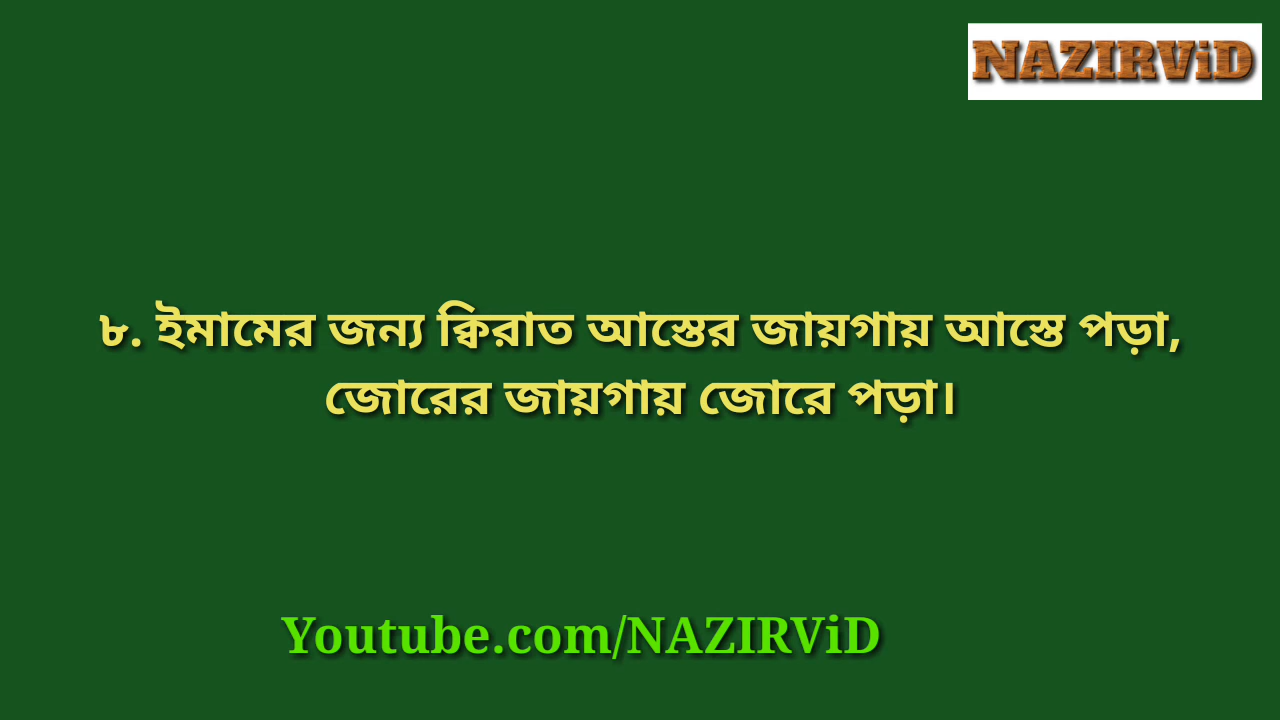 NAZIRViD
৮. ইমামের জন্য ক্বিরাত আস্তের জায়গায় আস্তে পড়া,
জোরের জায়গায় জোরে পড়া।
Youtube.com/NAZIRViD